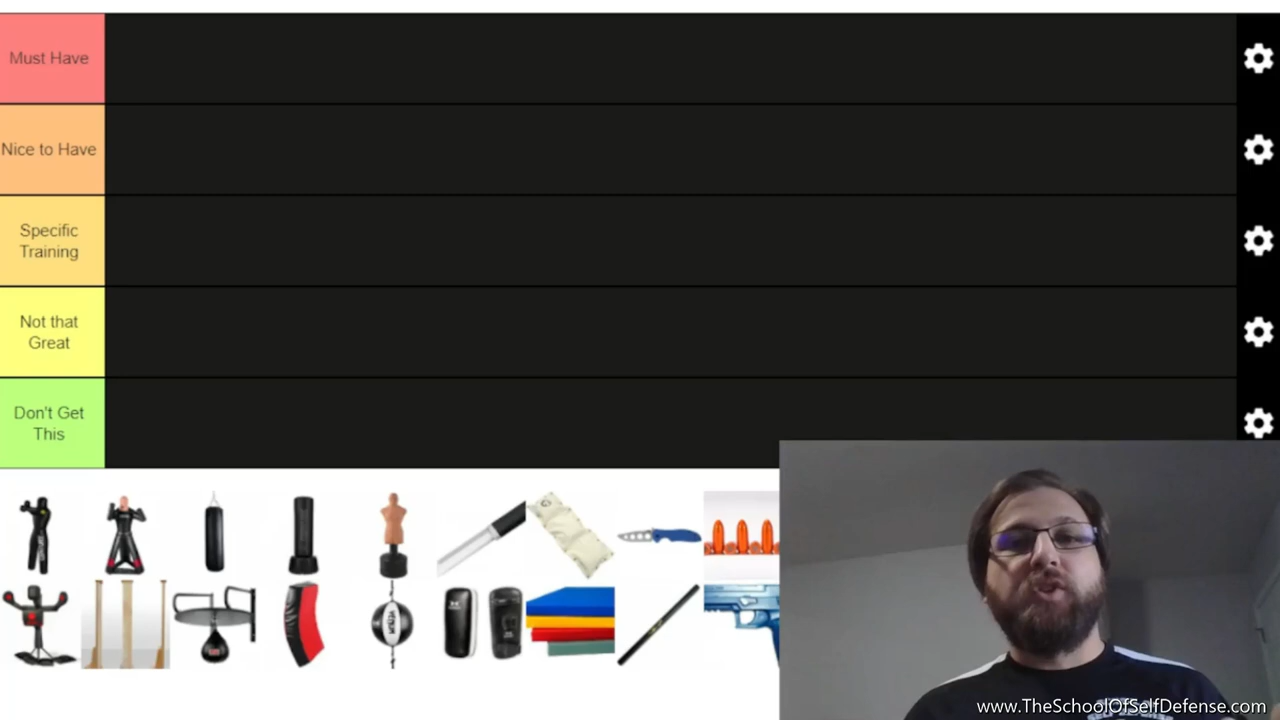 Must Have
Nice to Have
Specific
Training
Not that
Great
Don't Get
This
www.TheSchoolOfSelfDefense.com